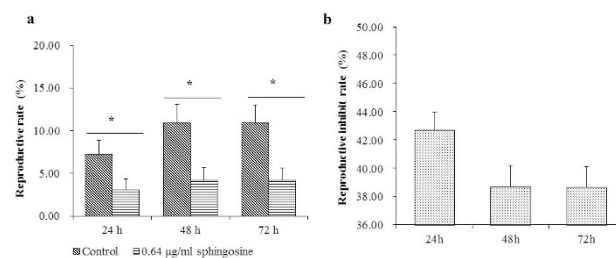 a
Reproductive rate (%)
20.00
15.00
10.00
5.00
0.00
*
*
*
24 h
48 h
72 h
Control
0.64 µg/ml sphingosine
b
Reproductive inhibit rate (%)
50.00
48.00
46.00
44.00
42.00
40.00
38.00
36.00
24h
48h
72h